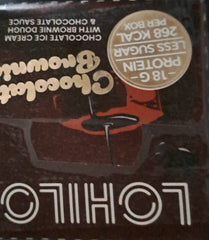 LOHILO
Chocolate
Brownie
CHOCOLATE ICE CREAM
WITH BROWNIE DOUGH
& CHOCOLATE SAUCE
18 G
PROTEIN
LESS SUGAR
268 KCAL
PER BOX